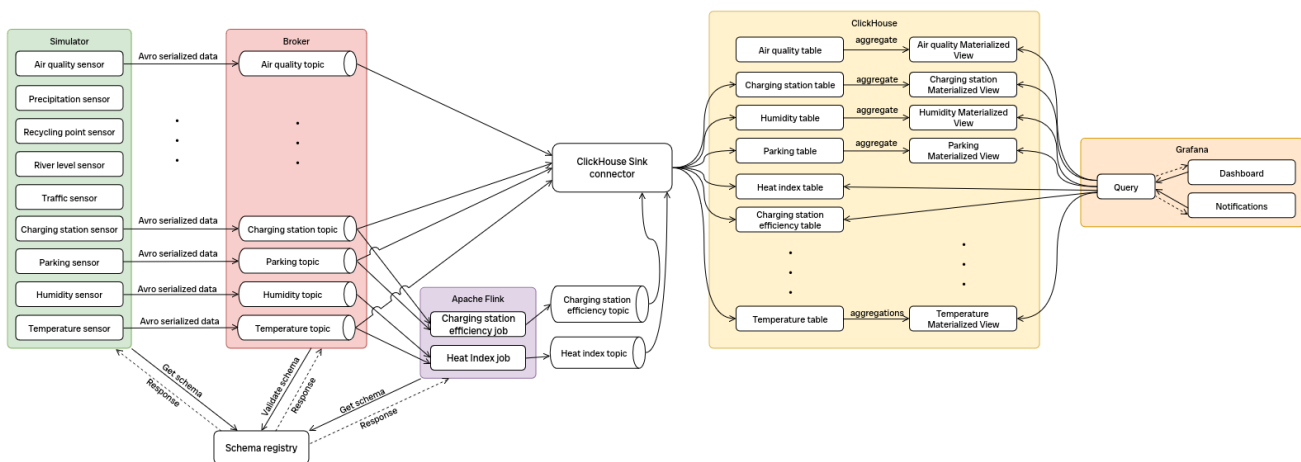 Simulator
Air quality sensor
Precipitation sensor
Recycling point sensor
River level sensor
Traffic sensor
Charging station sensor
Parking sensor
Humidity sensor
Temperature sensor
Avro serialized data
Avro serialized data
Avro serialized data
Avro serialized data
Avro serialized data
Broker
Air quality topic
Charging station topic
Parking topic
Humidity topic
Temperature topic
Get schema
Response
Validate schema
Response
Get schema
Response
Schema registry
Apache Flink
Charging station
efficiency job
Heat Index job
Charging station
efficiency topic
Heat index topic
ClickHouse Sink
connector
ClickHouse
Air quality table
aggregate
Air quality Materialized
View
Charging station table
aggregate
Charging station
Materialized View
Humidity table
aggregate
Humidity Materialized
View
Parking table
aggregate
Parking
Materialized View
Heat index table
Charging station
efficiency table
Temperature table
aggregations
Temperature
Materialized View
Grafana
Query
Dashboard
Notifications